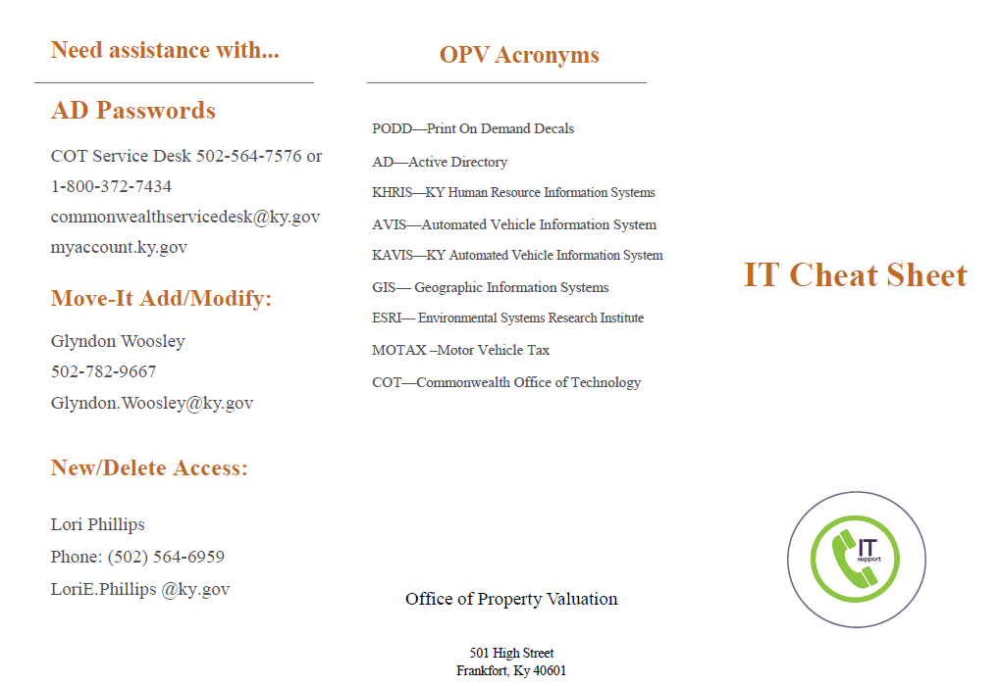 Need assistance with...
AD Passwords
COT Service Desk 502-564-7576 or
1-800-372-7434
commonwealthservicedesk@ky.gov
myaccount.ky.gov
Move-It Add/Modify:
Glyndon Woosley
502-782-9667
Glyndon.Woosley@ky.gov
New/Delete Access:
Lori Phillips
Phone: (502) 564-6959
LoriE.Phillips @ky.gov
OPV Acronyms
PODD—Print On Demand Decals
AD—Active Directory
KHRIS—KY Human Resource Information Systems
AVIS—Automated Vehicle Information System
KAVIS—KY Automated Vehicle Information System
GIS— Geographic Information Systems
ESRI— Environmental Systems Research Institute
MOTAX –Motor Vehicle Tax
COT—Commonwealth Office of Technology
Office of Property Valuation
501 High Street
Frankfort, Ky 40601
IT Cheat Sheet
IT
support